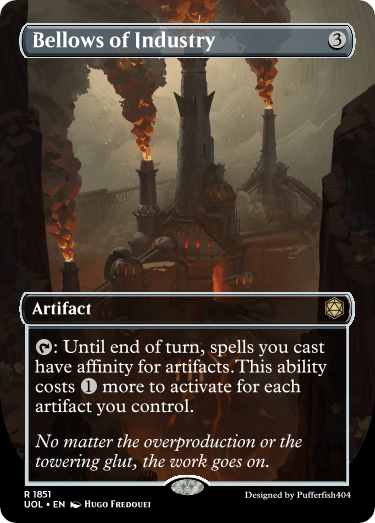 Bellows of Industry 3
Artifact
: Until end of turn, spells you cast
have affinity for artifacts.This ability
costs 1 more to activate for each
artifact you control.
No matter the overproduction or the
towering glut, the work goes on.
R 1851
UOL • EN Hugo Fredouei
Designed by Pufferfish404